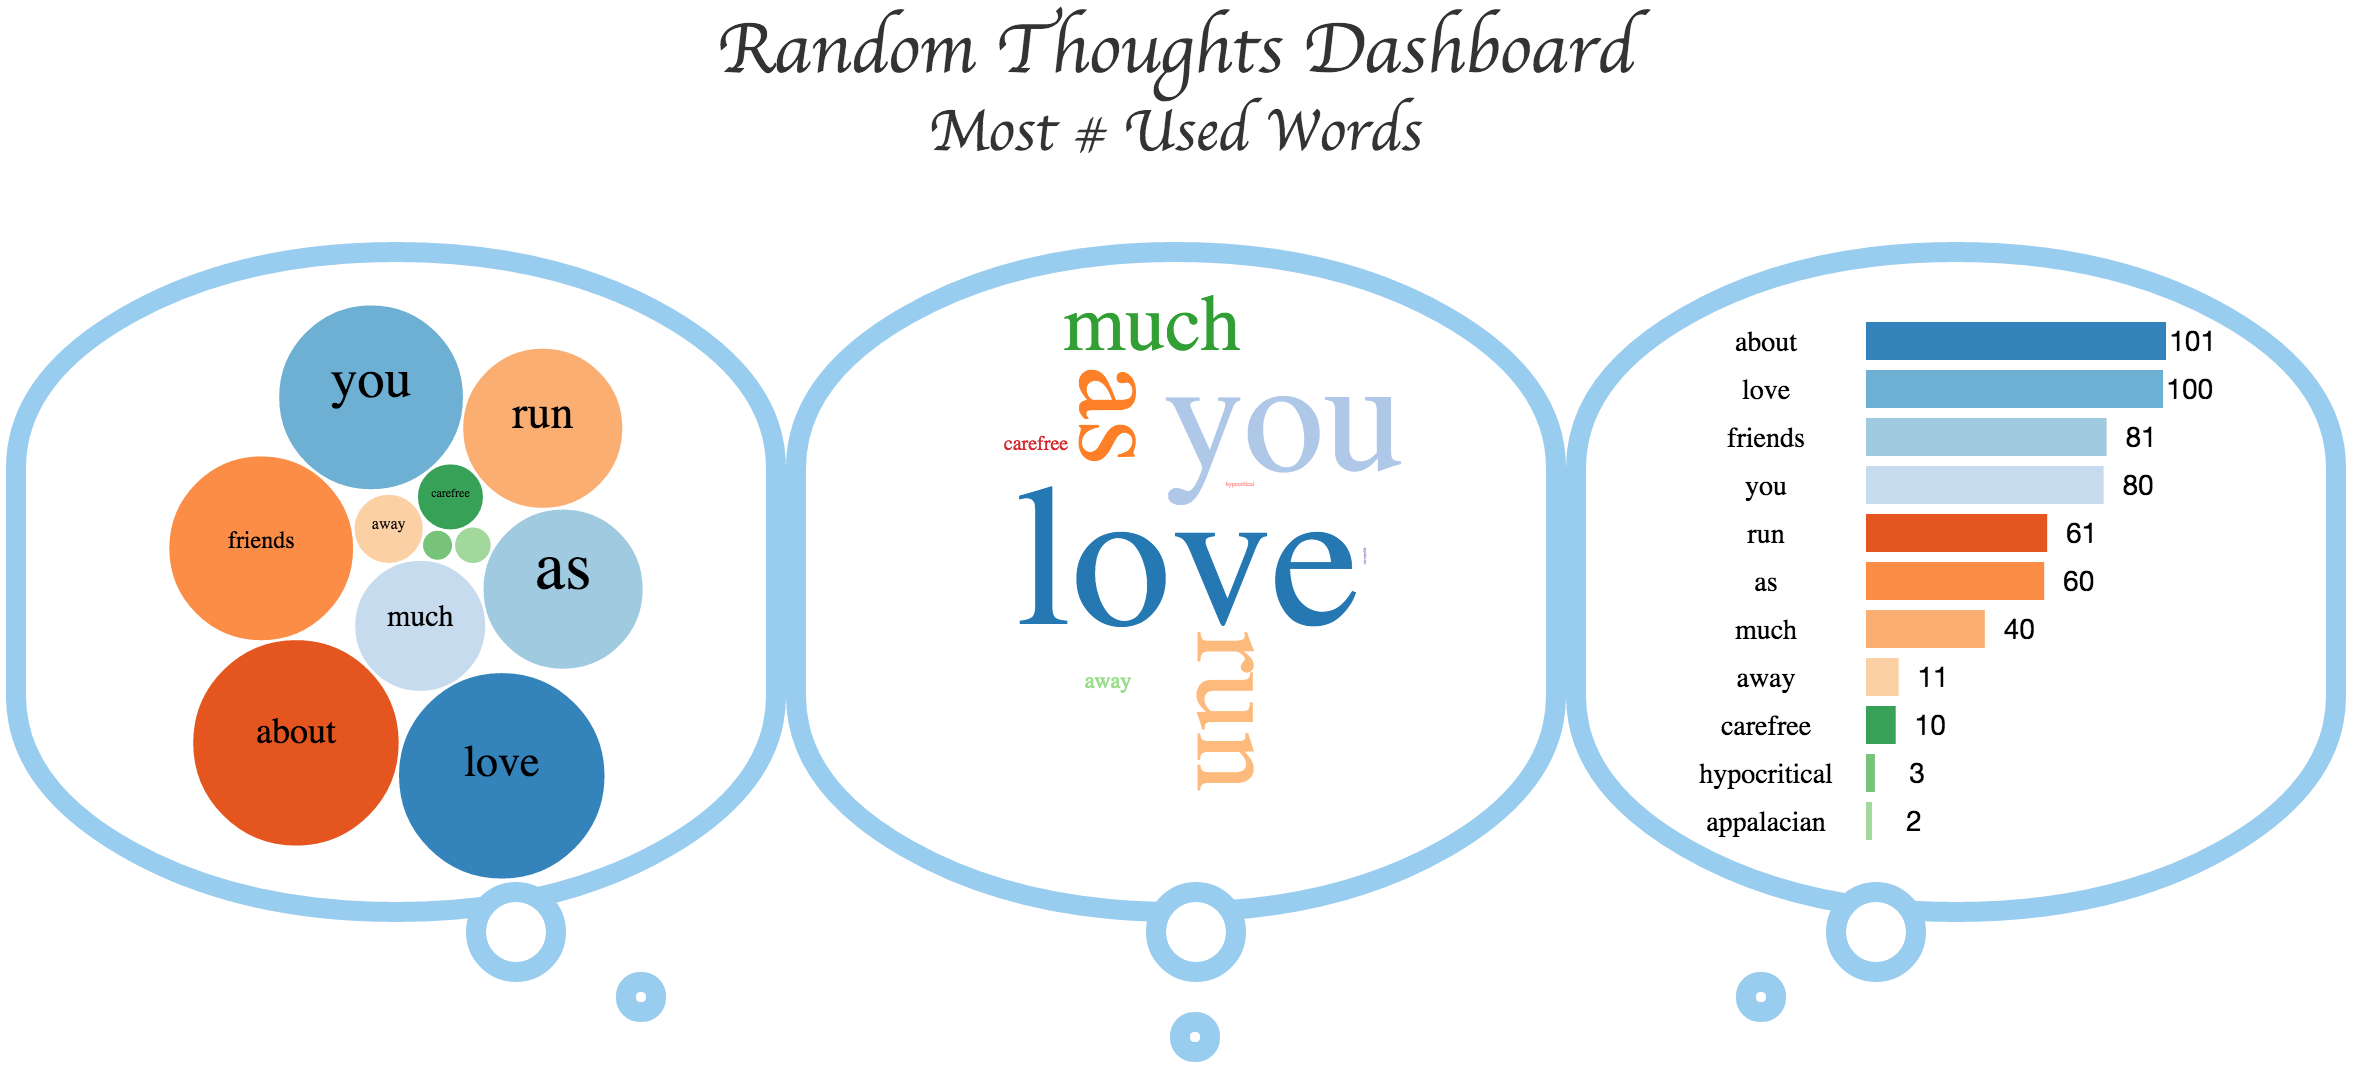 Random Thoughts Dashboard
Most # Used Words
you
run
carefree
away
friends
as
much
about
love
much
as
you
carefree
hypocritical
love
run
away
about 101
love 100
friends 81
you 80
run 61
as 60
much 40
away 11
carefree 10
hypocritical 3
appalacian 2